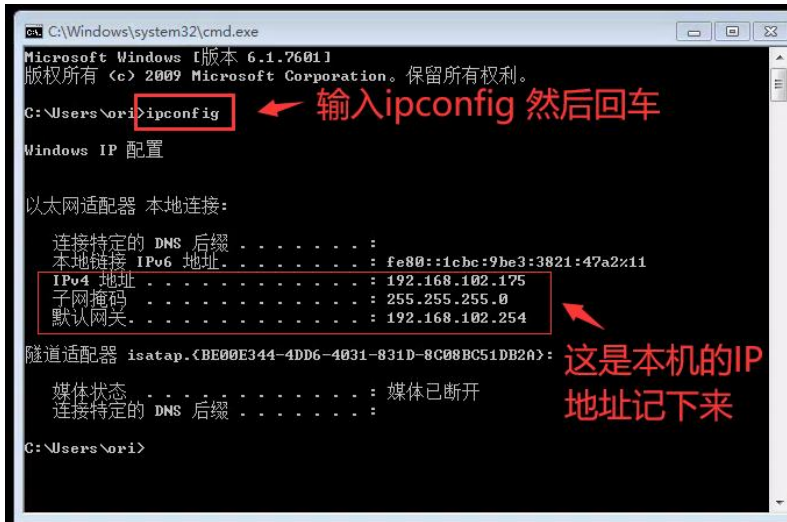 C:\Windows\system32\cmd.exe
Microsoft Windows [版本 6.1.7601]
版权所有 (c) 2009 Microsoft Corporation。保留所有权利。
C:\Users\ori>ipconfig
输入ipconfig 然后回车
Windows IP 配置
以太网适配器 本地连接:
连接特定的 DNS 后缀 . . . . . . . :
本地链接 IPv6 地址. . . . . . . . : fe80::1cbc:9be3:3821:47a2%11
IPv4 地址 . . . . . . . . . . . . : 192.168.102.175
子网掩码 . . . . . . . . . . . . : 255.255.255.0
默认网关. . . . . . . . . . . . . : 192.168.102.254
隧道适配器 isatap.{BE00E344-4DD6-4031-831D-8C08BC51DB2A}:
这是本机的IP
地址记下来
媒体状态 . . . . . . . . . . . . : 媒体已断开
连接特定的 DNS 后缀 . . . . . . . :
C:\Users\ori>